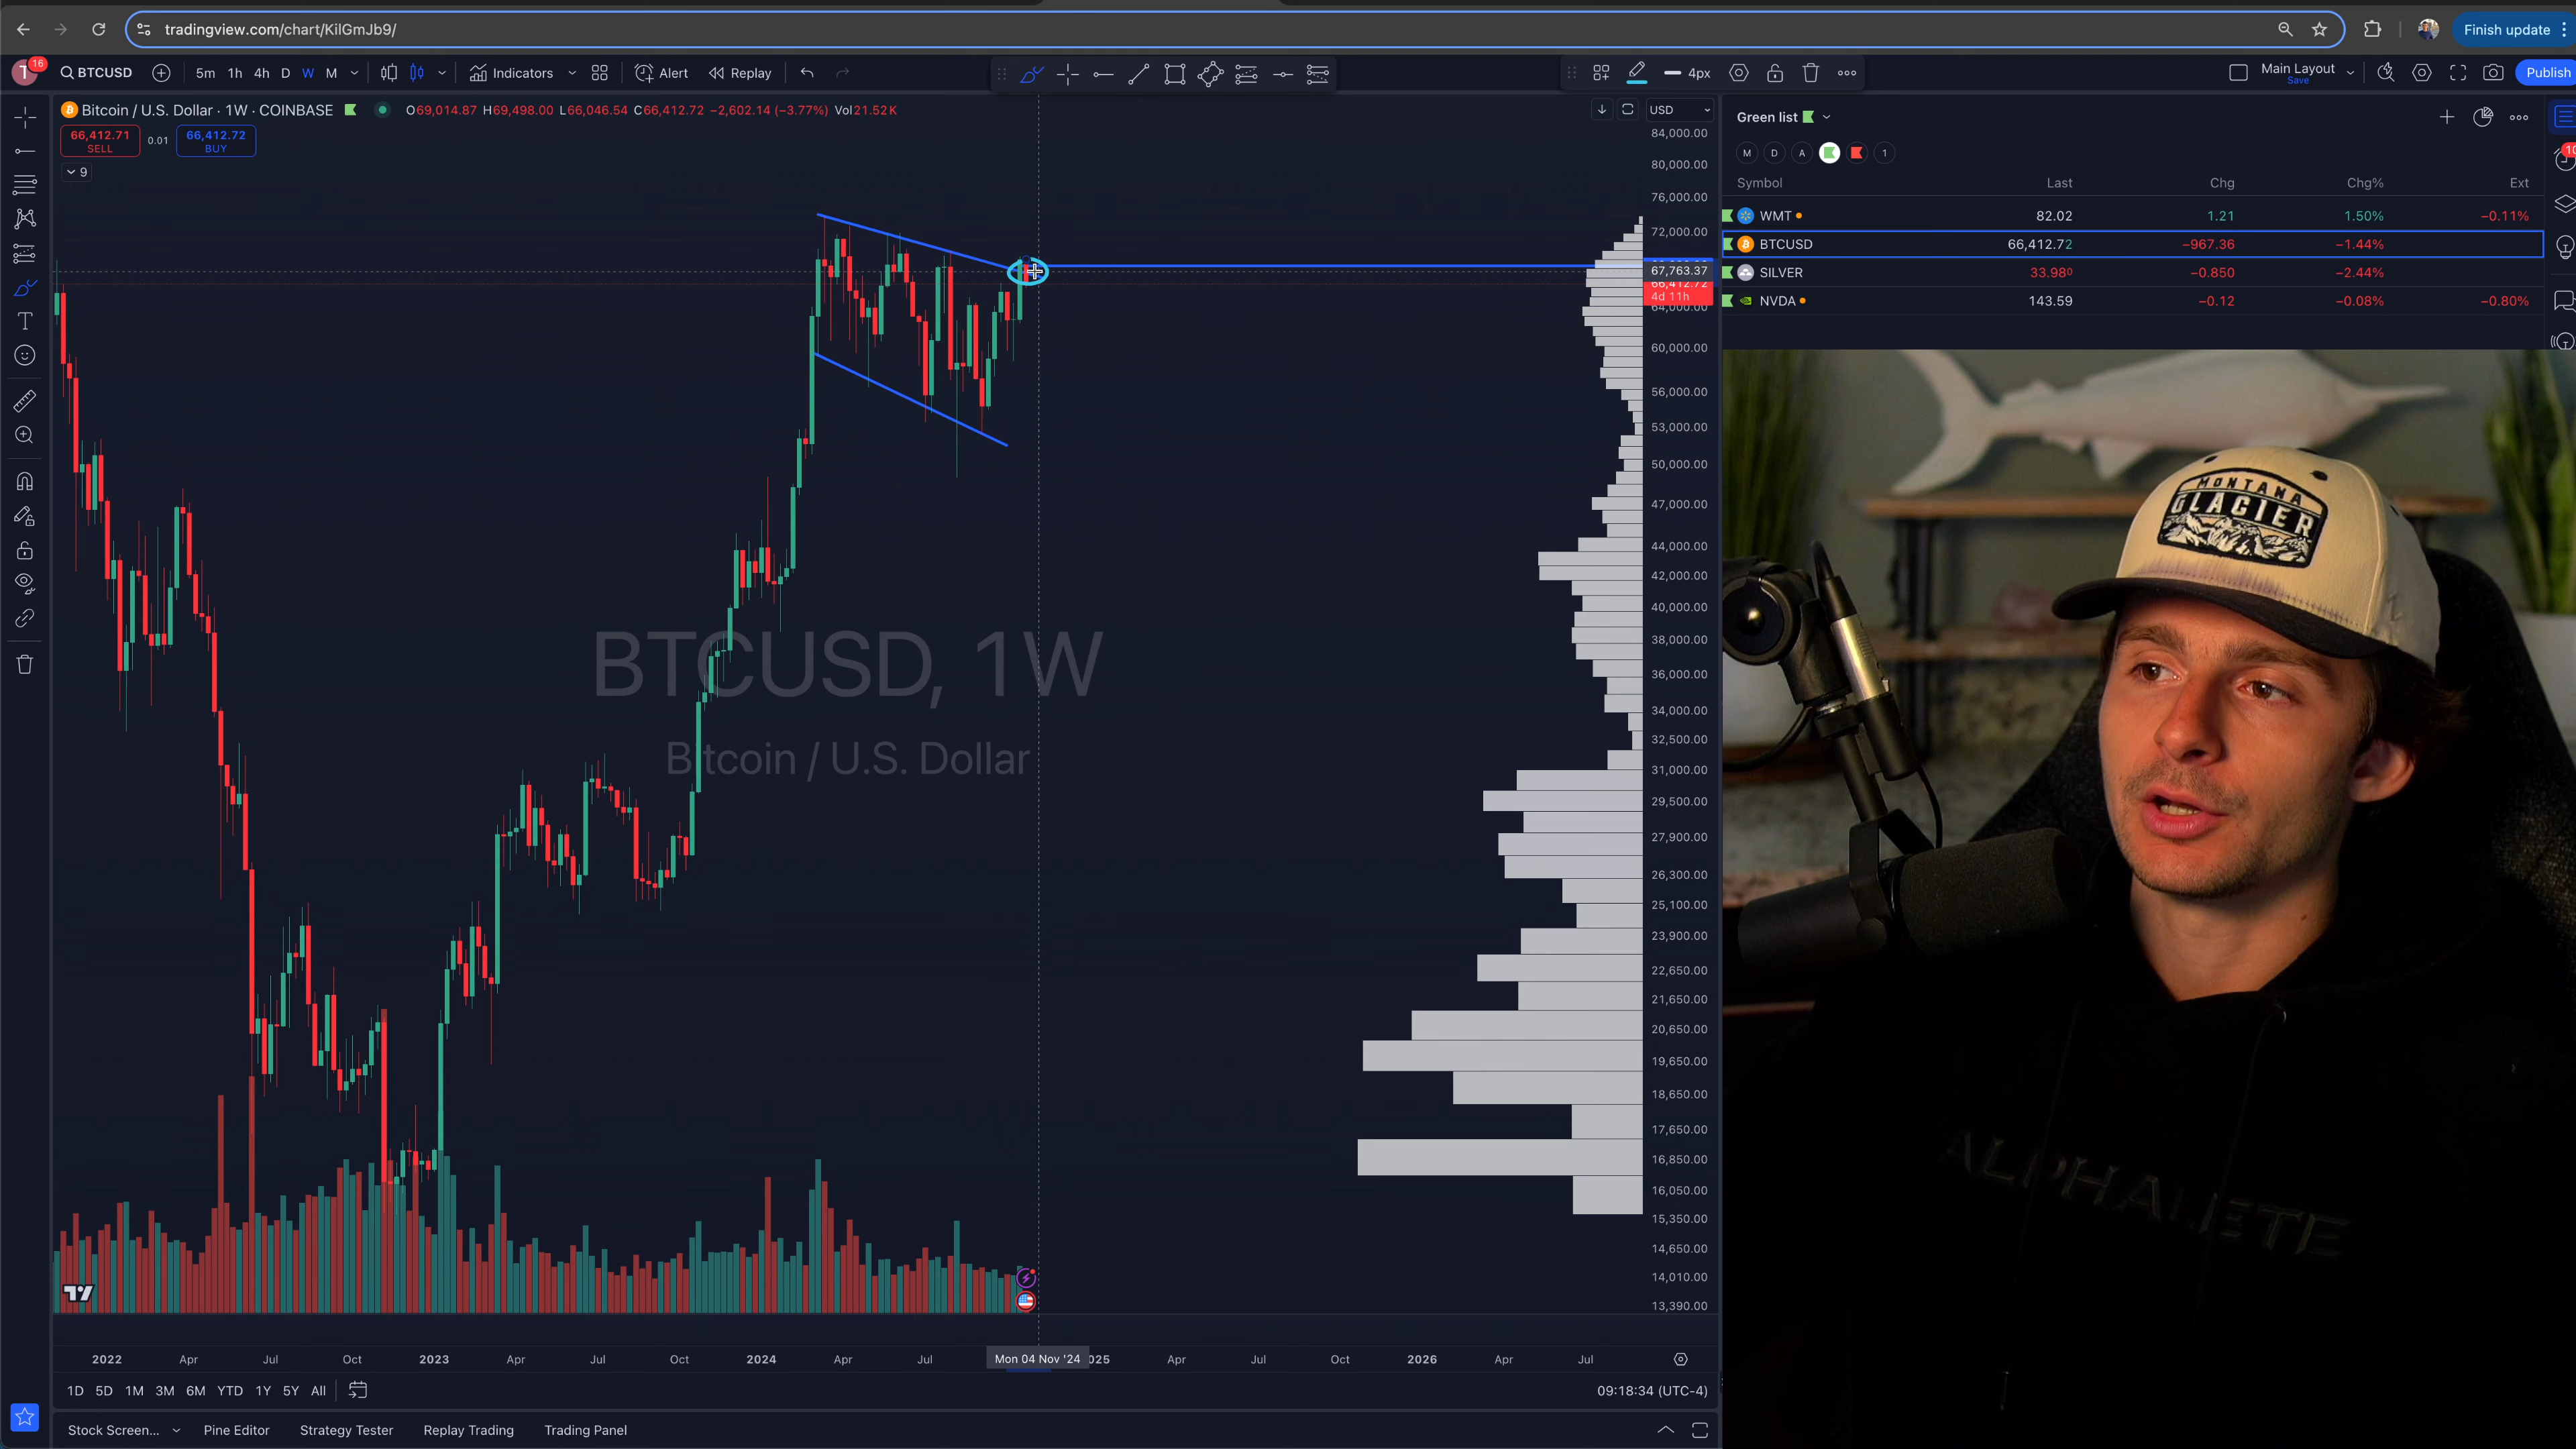 tradingview.com/chart/KilGmJb9/
Finish update
T 16 BTCUSD 5m 1h 4h D W M Indicators Alert Replay 4px Main Layout Save Publish
Bitcoin / U.S. Dollar · 1W · COINBASE O69,014.87 H69,498.00 L66,046.54 C66,412.72 −2,602.14 (−3.77%) Vol21.52K
66,412.71 SELL 0.01 66,412.72 BUY
9
USD
84,000.00
80,000.00
76,000.00
72,000.00
67,763.37
66,412.72
4d 11h
64,000.00
60,000.00
56,000.00
53,000.00
50,000.00
47,000.00
44,000.00
42,000.00
40,000.00
38,000.00
36,000.00
34,000.00
32,500.00
31,000.00
29,500.00
27,900.00
26,300.00
25,100.00
23,900.00
22,650.00
21,650.00
20,650.00
19,650.00
18,650.00
17,650.00
16,850.00
16,050.00
15,350.00
14,650.00
14,010.00
13,390.00
BTCUSD, 1W
Bitcoin / U.S. Dollar
2022 Apr Jul Oct 2023 Apr Jul Oct 2024 Apr Jul Mon 04 Nov '24 025 Apr Jul Oct 2026 Apr Jul
1D 5D 1M 3M 6M YTD 1Y 5Y All
09:18:34 (UTC-4)
Stock Screen... Pine Editor Strategy Tester Replay Trading Trading Panel
Green list
M D A 1
Symbol Last Chg Chg% Ext
WMT 82.02 1.21 1.50% −0.11%
BTCUSD 66,412.72 −967.36 −1.44%
SILVER 33.980 −0.850 −2.44%
NVDA 143.59 −0.12 −0.08% −0.80%
MONTANA
GLACIER
ALPHALETE